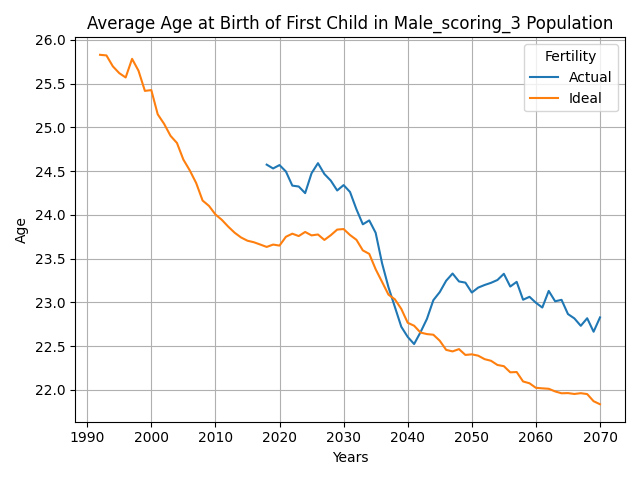 Average Age at Birth of First Child in Male_scoring_3 Population
26.0
25.5
25.0
24.5
24.0
23.5
23.0
22.5
22.0
Age
Fertility
Actual
Ideal
1990 2000 2010 2020 2030 2040 2050 2060 2070
Years